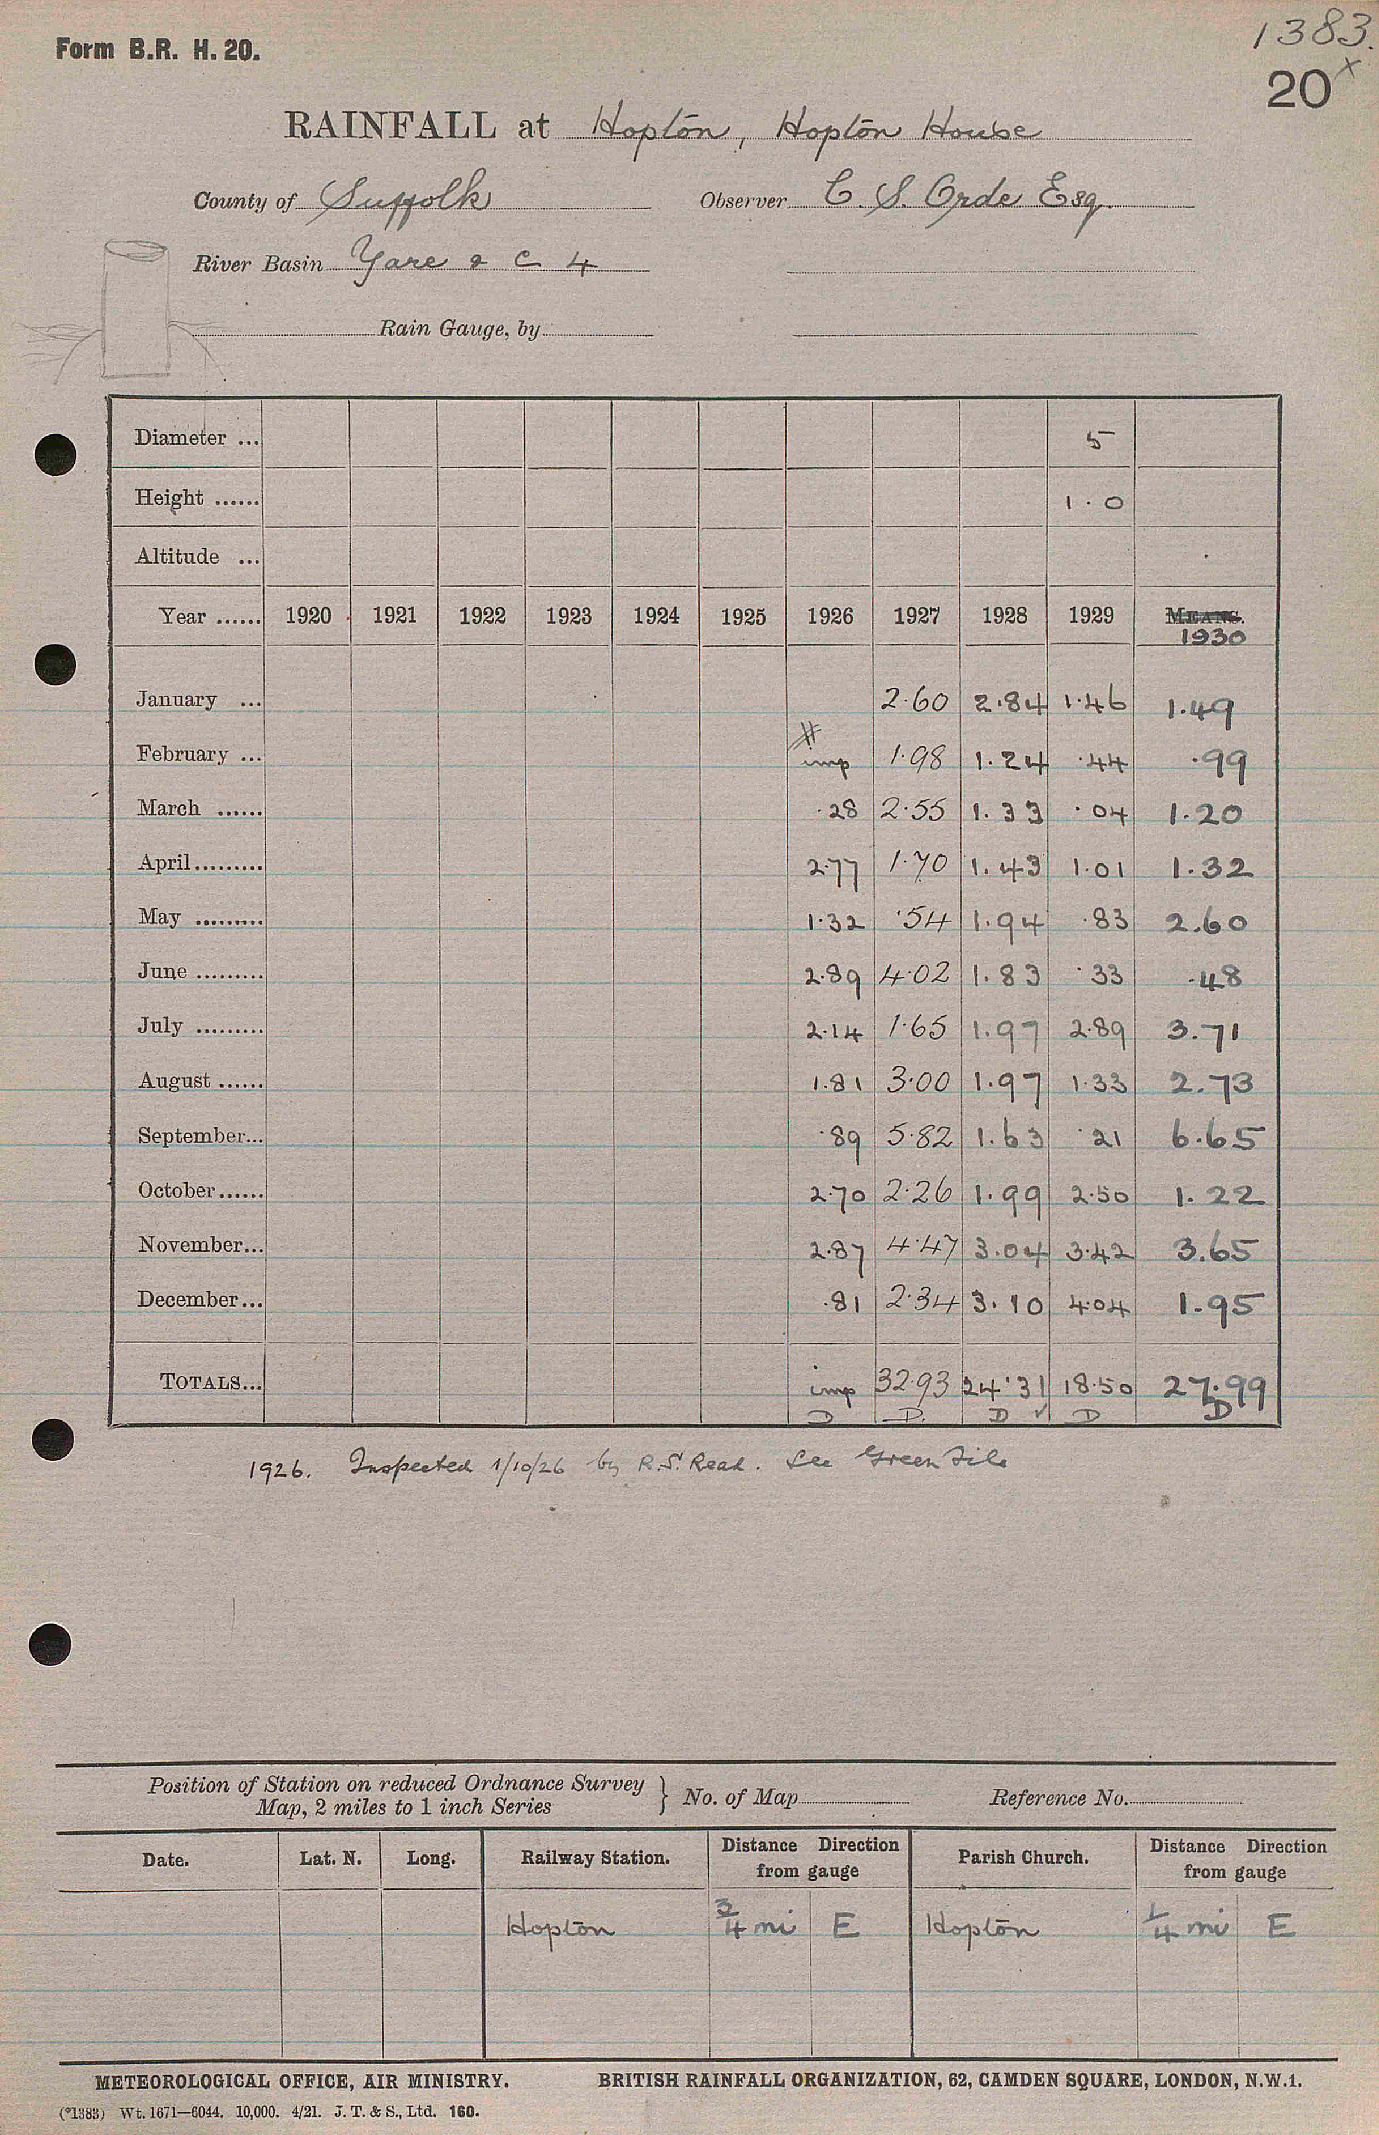 1383.
Form B.R. H. 20.
20 x
RAINFALL at Hopton, Hopton House
County of Suffolk Observer C. S. Orde Esq.
River Basin Yare & C 4
Rain Gauge, by
Diameter ... 5
Height ...... 1.0
Altitude ...
Year ...... 1920 1921 1922 1923 1924 1925 1926 1927 1928 1929 MEANS.
1930
January ... 2.60 2.84 1.46 1.49
February ... imp 1.98 1.24 .44 .99
March ...... .28 2.55 1.33 .04 1.20
April......... 2.77 1.70 1.43 1.01 1.32
May ......... 1.32 .54 1.94 .83 2.60
June ......... 2.89 4.02 1.83 .33 .48
July ......... 2.14 1.65 1.97 2.89 3.71
August ...... 1.81 3.00 1.97 1.33 2.73
September... .89 5.82 1.63 .21 6.65
October...... 2.70 2.26 1.99 2.50 1.22
November... 2.87 4.47 3.04 3.42 3.65
December... .81 2.34 3.10 4.04 1.95
TOTALS... imp 32.93 24.31 18.50 27.99
D D. D ✓ D D
1926. Inspected 1/10/26 by R.S. Read. See Green File
Position of Station on reduced Ordnance Survey
Map, 2 miles to 1 inch Series } No. of Map Reference No.
Date. Lat. N. Long. Railway Station. Distance Direction from gauge Parish Church. Distance Direction from gauge
Hopton 3/4 mi E Hopton 1/4 mi E
METEOROLOGICAL OFFICE, AIR MINISTRY. BRITISH RAINFALL ORGANIZATION, 62, CAMDEN SQUARE, LONDON, N.W.1.
(*1383) Wt. 1671—6044. 10,000. 4/21. J. T. & S., Ltd. 160.